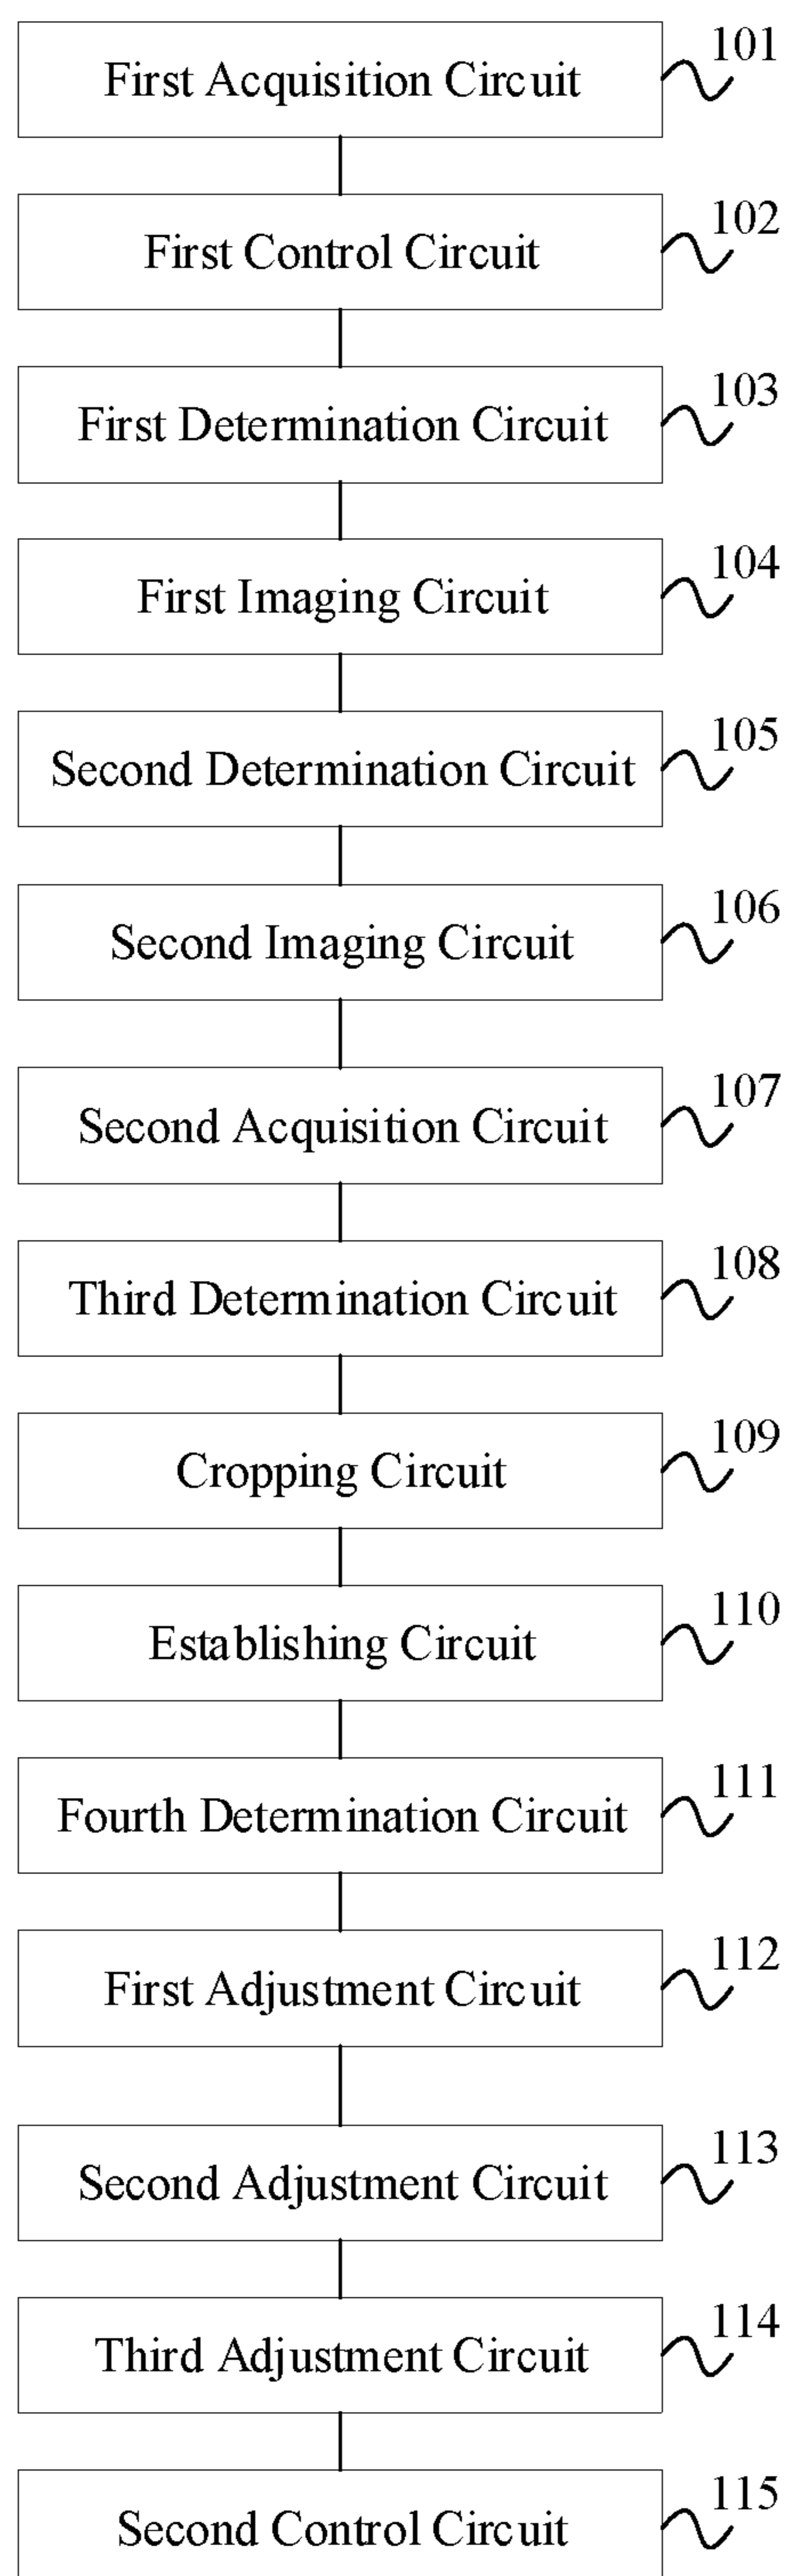 101
First Acquisition Circuit
102
First Control Circuit
103
First Determination Circuit
104
First Imaging Circuit
105
Second Determination Circuit
106
Second Imaging Circuit
107
Second Acquisition Circuit
108
Third Determination Circuit
109
Cropping Circuit
110
Establishing Circuit
111
Fourth Determination Circuit
112
First Adjustment Circuit
113
Second Adjustment Circuit
114
Third Adjustment Circuit
115
Second Control Circuit